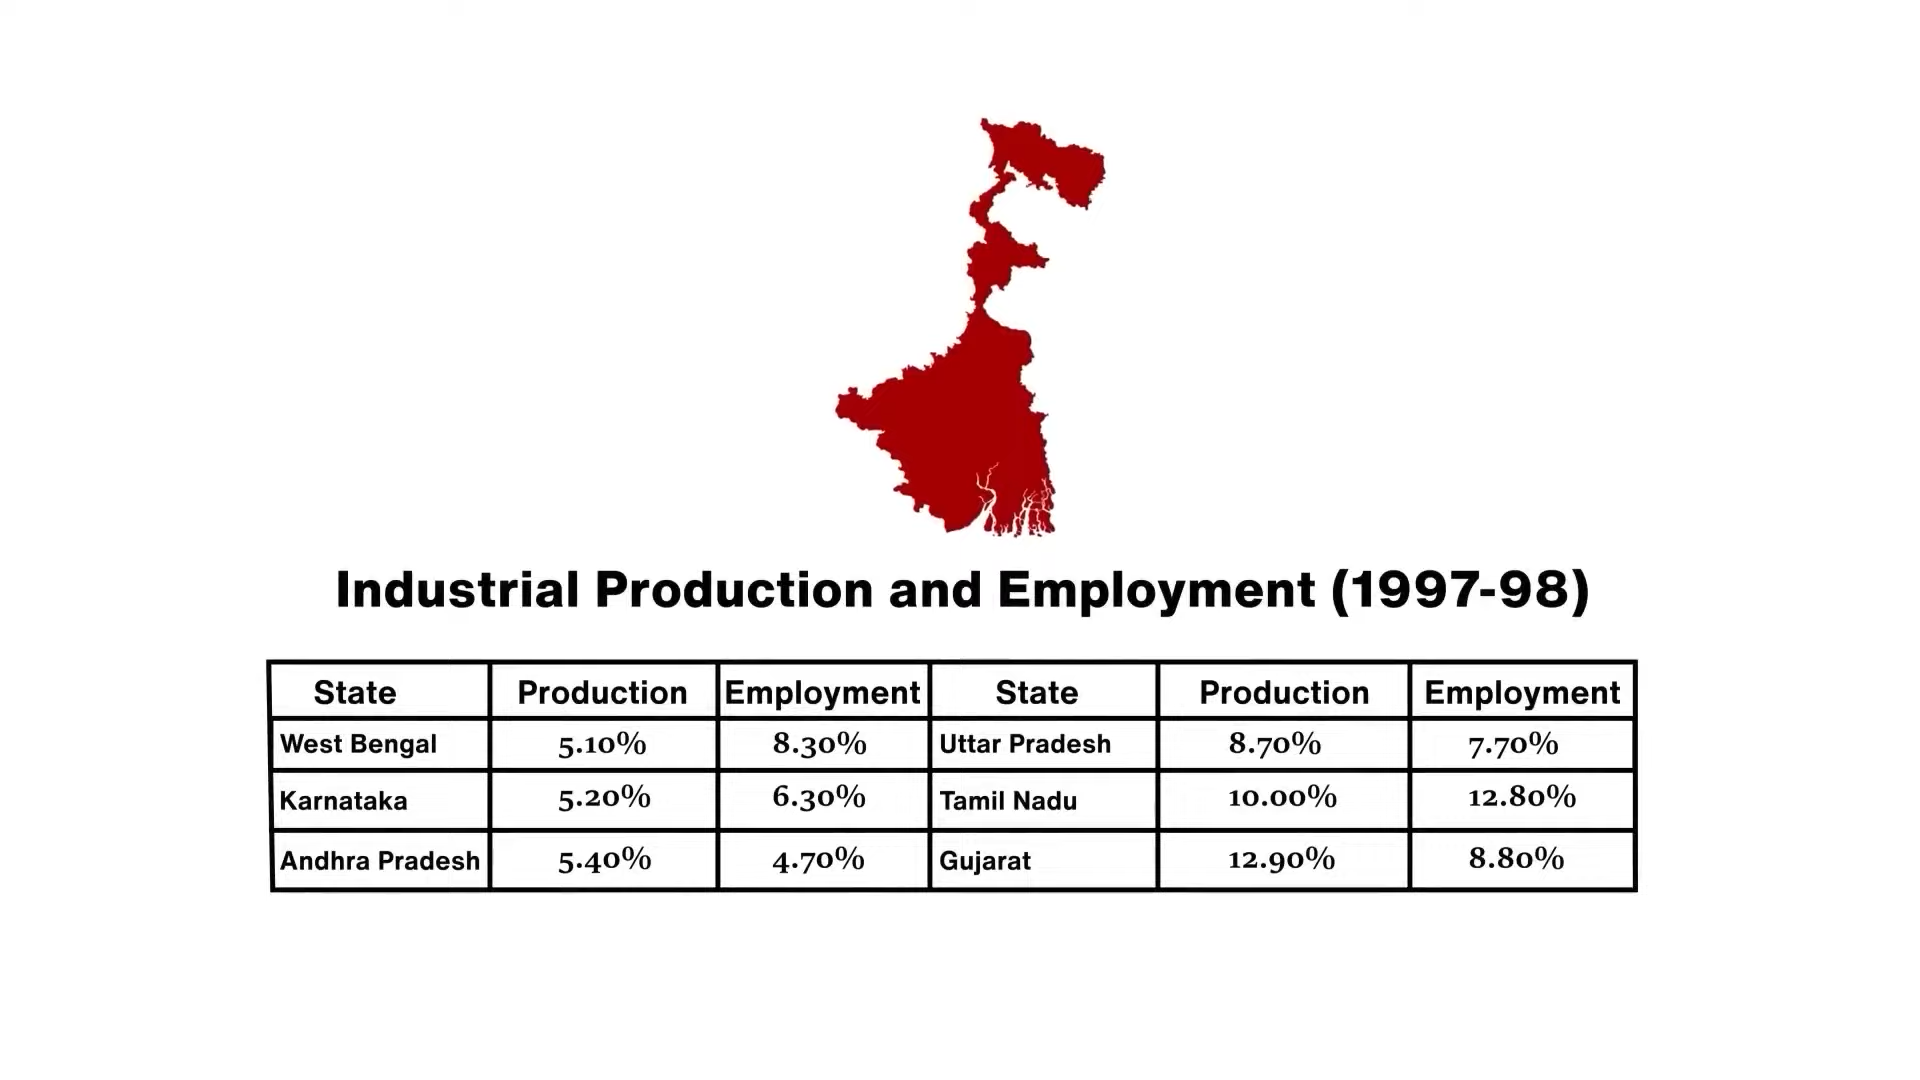 Industrial Production and Employment (1997-98)
State Production Employment State Production Employment
West Bengal 5.10% 8.30% Uttar Pradesh 8.70% 7.70%
Karnataka 5.20% 6.30% Tamil Nadu 10.00% 12.80%
Andhra Pradesh 5.40% 4.70% Gujarat 12.90% 8.80%